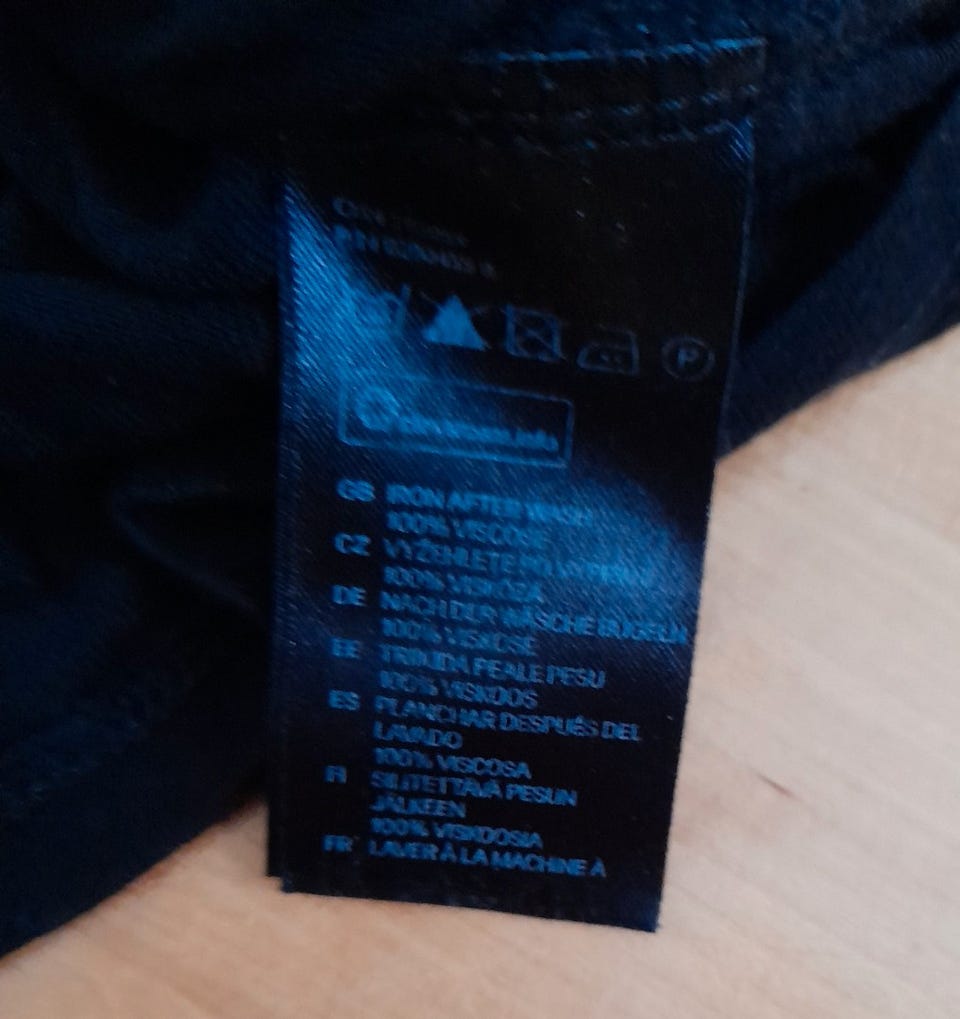 P
GB IRON AFTER WASH
100% VISCOSE
CZ VYŽEHLETE PO VYPRÁNÍ
100% VISKÓZA
DE NACH DER WÄSCHE BÜGELN
100% VISKOSE
EE TRIIKIDA PEALE PESU
100% VISKOOS
ES PLANCHAR DESPUÉS DEL
LAVADO
100% VISCOSA
FI SILITETTÄVÄ PESUN
JÄLKEEN
100% VISKOOSIA
FR LAVER À LA MACHINE À